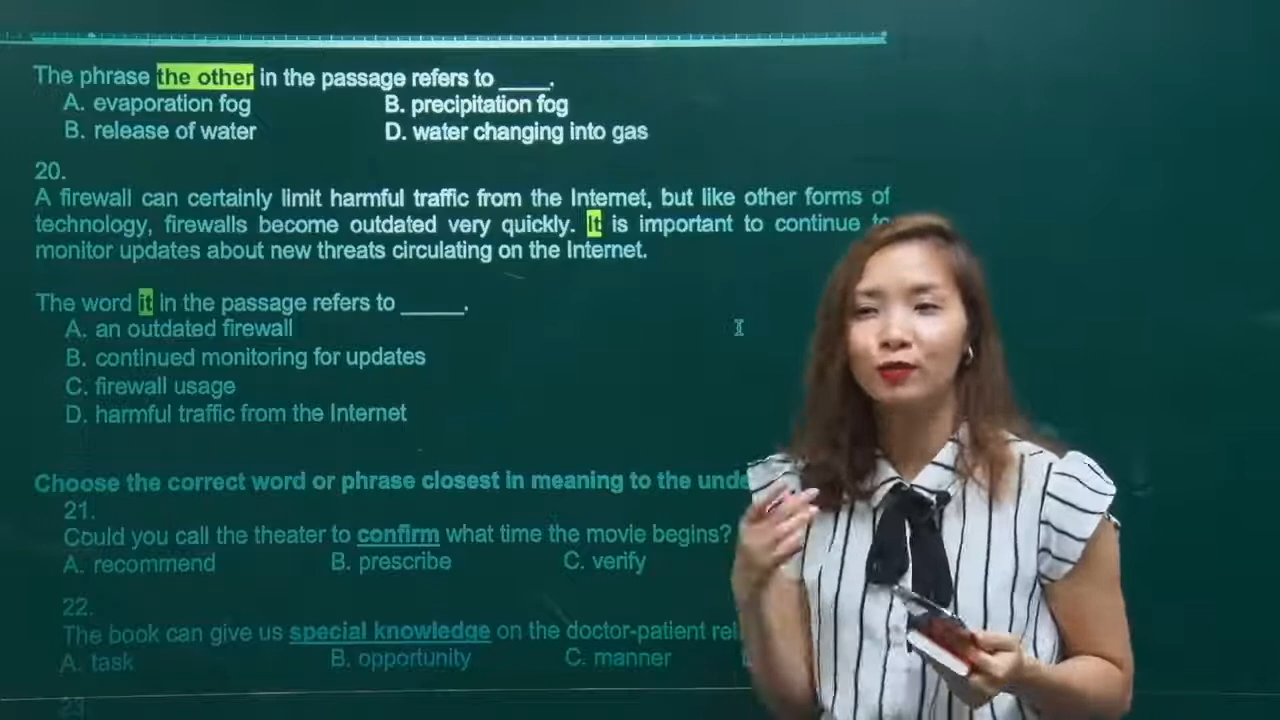 The phrase the other in the passage refers to ____.
A. evaporation fog B. precipitation fog
B. release of water D. water changing into gas
20.
A firewall can certainly limit harmful traffic from the Internet, but like other forms of
technology, firewalls become outdated very quickly. It is important to continue to
monitor updates about new threats circulating on the Internet.
The word it in the passage refers to _____.
A. an outdated firewall
B. continued monitoring for updates
C. firewall usage
D. harmful traffic from the Internet
Choose the correct word or phrase closest in meaning to the unde
21.
Could you call the theater to confirm what time the movie begins?
A. recommend B. prescribe C. verify
22.
The book can give us special knowledge on the doctor-patient rel
A. task B. opportunity C. manner